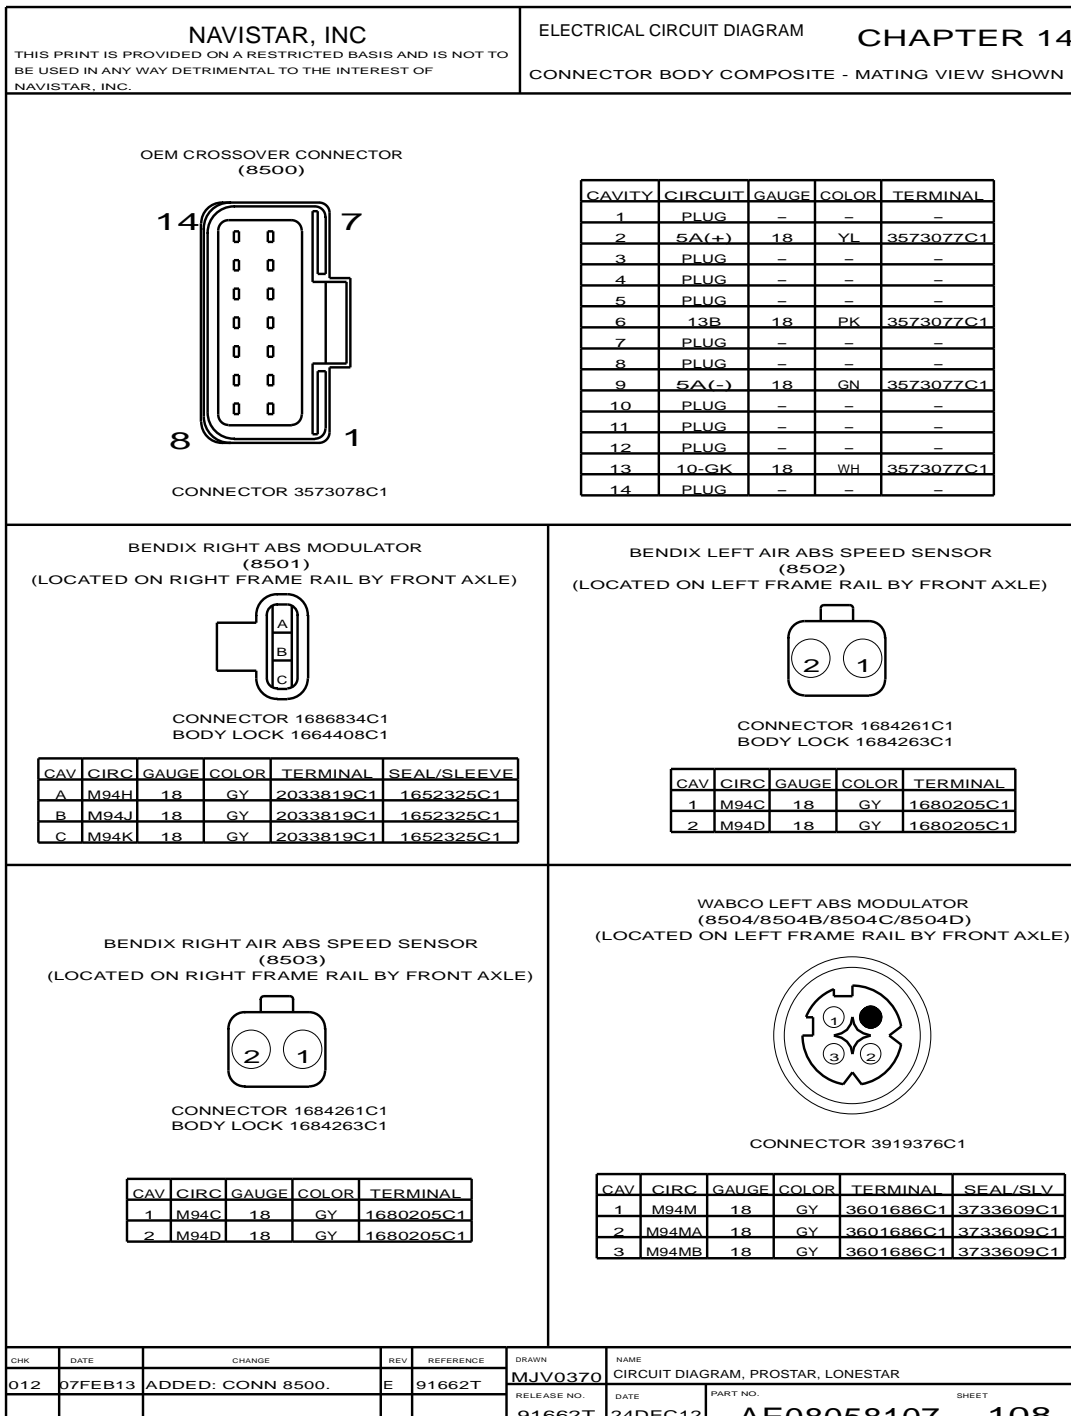 NAVISTAR, INC
THIS PRINT IS PROVIDED ON A RESTRICTED BASIS AND IS NOT TO
BE USED IN ANY WAY DETRIMENTAL TO THE INTEREST OF
NAVISTAR, INC.
ELECTRICAL CIRCUIT DIAGRAM CHAPTER 14
CONNECTOR BODY COMPOSITE - MATING VIEW SHOWN
OEM CROSSOVER CONNECTOR
(8500)
14 7
8 1
CONNECTOR 3573078C1
CAVITY CIRCUIT GAUGE COLOR TERMINAL
1 PLUG – – –
2 5A(+) 18 YL 3573077C1
3 PLUG – – –
4 PLUG – – –
5 PLUG – – –
6 13B 18 PK 3573077C1
7 PLUG – – –
8 PLUG – – –
9 5A(-) 18 GN 3573077C1
10 PLUG – – –
11 PLUG – – –
12 PLUG – – –
13 10-GK 18 WH 3573077C1
14 PLUG – – –
BENDIX RIGHT ABS MODULATOR
(8501)
(LOCATED ON RIGHT FRAME RAIL BY FRONT AXLE)
A
B
C
CONNECTOR 1686834C1
BODY LOCK 1664408C1
CAV CIRC GAUGE COLOR TERMINAL SEAL/SLEEVE
A M94H 18 GY 2033819C1 1652325C1
B M94J 18 GY 2033819C1 1652325C1
C M94K 18 GY 2033819C1 1652325C1
BENDIX LEFT AIR ABS SPEED SENSOR
(8502)
(LOCATED ON LEFT FRAME RAIL BY FRONT AXLE)
2 1
CONNECTOR 1684261C1
BODY LOCK 1684263C1
CAV CIRC GAUGE COLOR TERMINAL
1 M94C 18 GY 1680205C1
2 M94D 18 GY 1680205C1
BENDIX RIGHT AIR ABS SPEED SENSOR
(8503)
(LOCATED ON RIGHT FRAME RAIL BY FRONT AXLE)
2 1
CONNECTOR 1684261C1
BODY LOCK 1684263C1
CAV CIRC GAUGE COLOR TERMINAL
1 M94C 18 GY 1680205C1
2 M94D 18 GY 1680205C1
WABCO LEFT ABS MODULATOR
(8504/8504B/8504C/8504D)
(LOCATED ON LEFT FRAME RAIL BY FRONT AXLE)
1
3 2
CONNECTOR 3919376C1
CAV CIRC GAUGE COLOR TERMINAL SEAL/SLV
1 M94M 18 GY 3601686C1 3733609C1
2 M94MA 18 GY 3601686C1 3733609C1
3 M94MB 18 GY 3601686C1 3733609C1
CHK DATE CHANGE REV REFERENCE
012 07FEB13 ADDED: CONN 8500. E 91662T
DRAWN NAME
MJV0370 CIRCUIT DIAGRAM, PROSTAR, LONESTAR
RELEASE NO. DATE PART NO. SHEET
91662T 24DEC12 AF08058107 108